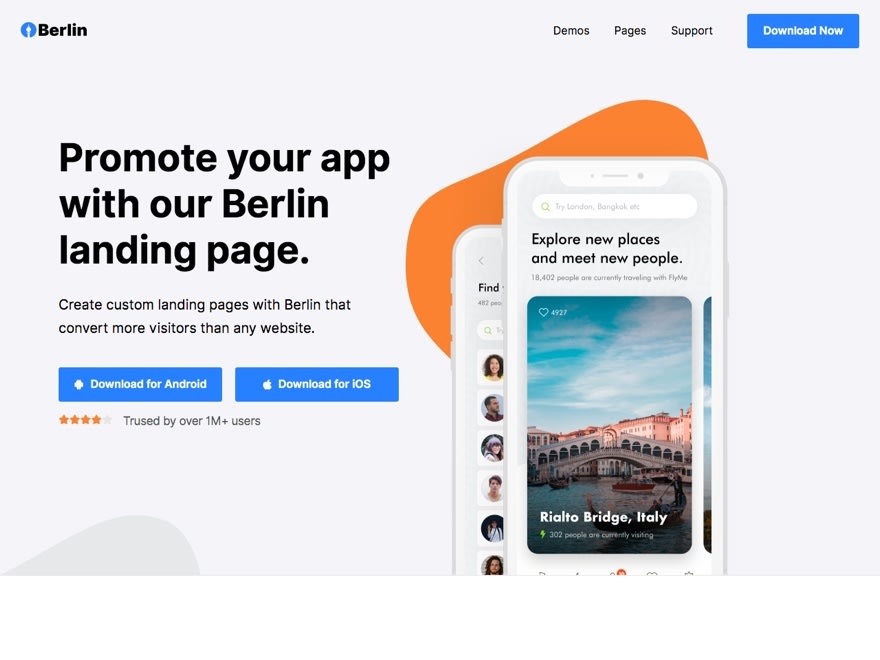 Berlin
Demos
Pages
Support
Download Now
Promote your app
with our Berlin
landing page.
Create custom landing pages with Berlin that
convert more visitors than any website.
Download for Android
Download for iOS
Trused by over 1M+ users
Find
482
Try London, Bangkok etc
Explore new places
and meet new people.
18,402 people are currently traveling with FlyMe
4927
Rialto Bridge, Italy
302 people are currently visiting